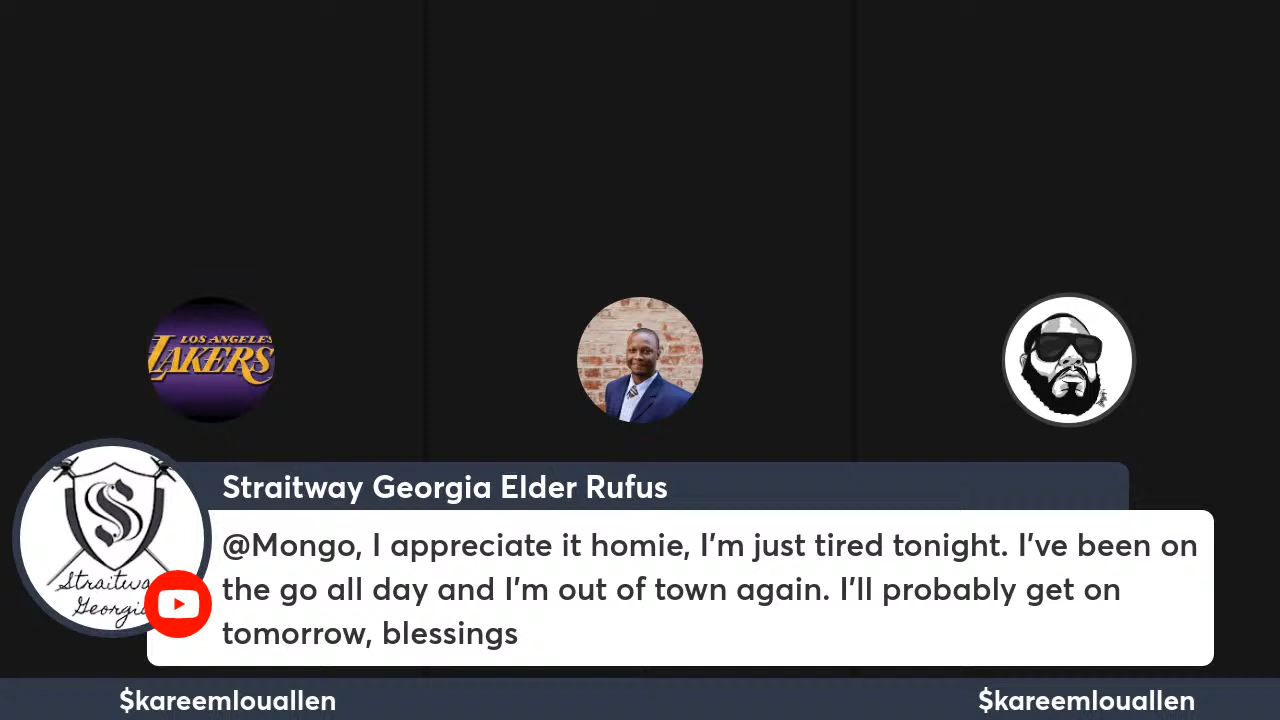 LOS ANGELES
LAKERS
Straitway Georgia Elder Rufus
@Mongo, I appreciate it homie, I'm just tired tonight. I've been on
the go all day and I'm out of town again. I'll probably get on
tomorrow, blessings
S
Straitway
Georgia
$kareemlouallen
$kareemlouallen